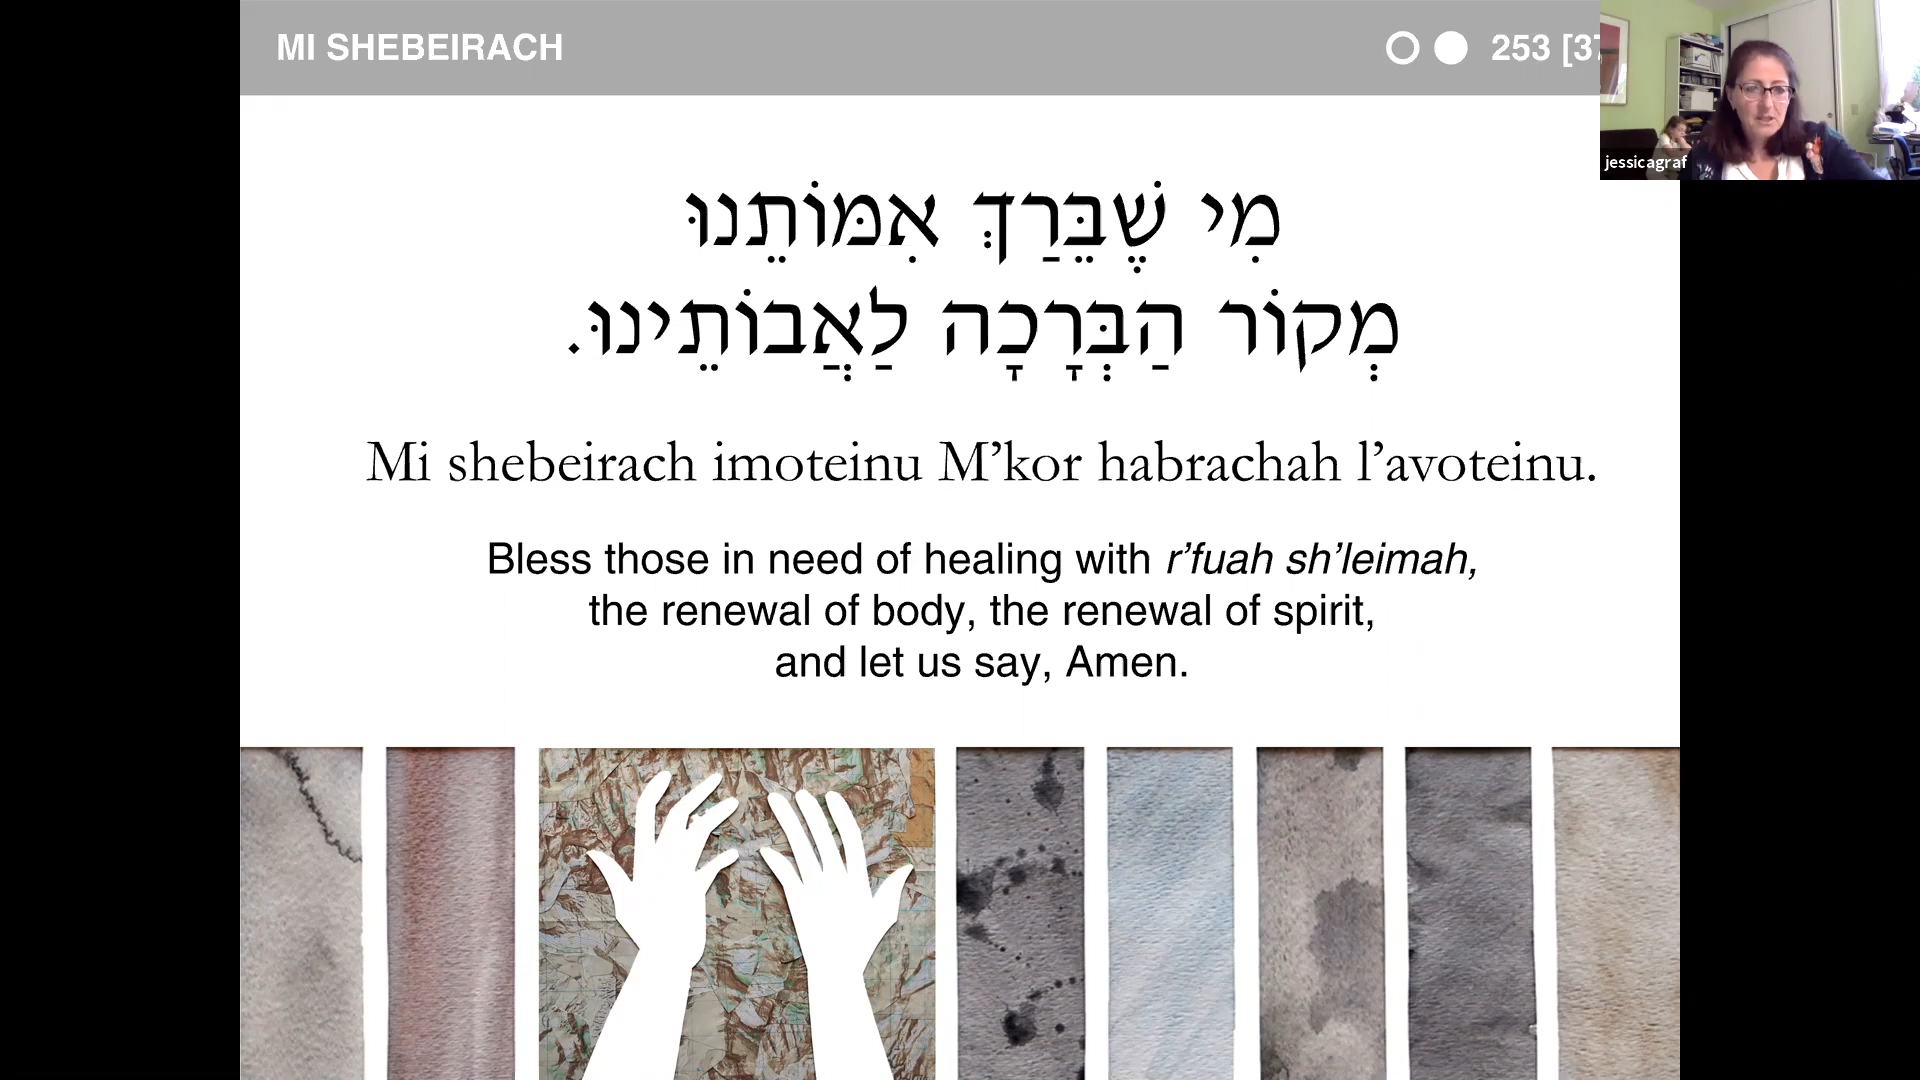 MI SHEBEIRACH
253 [37
jessicagraf
מִי שֶׁבֵּרַךְ אִמּוֹתֵנוּ
מְקוֹר הַבְּרָכָה לַאֲבוֹתֵינוּ.
Mi shebeirach imoteinu M’kor habrachah l’avoteinu.
Bless those in need of healing with r’fuah sh’leimah,
the renewal of body, the renewal of spirit,
and let us say, Amen.